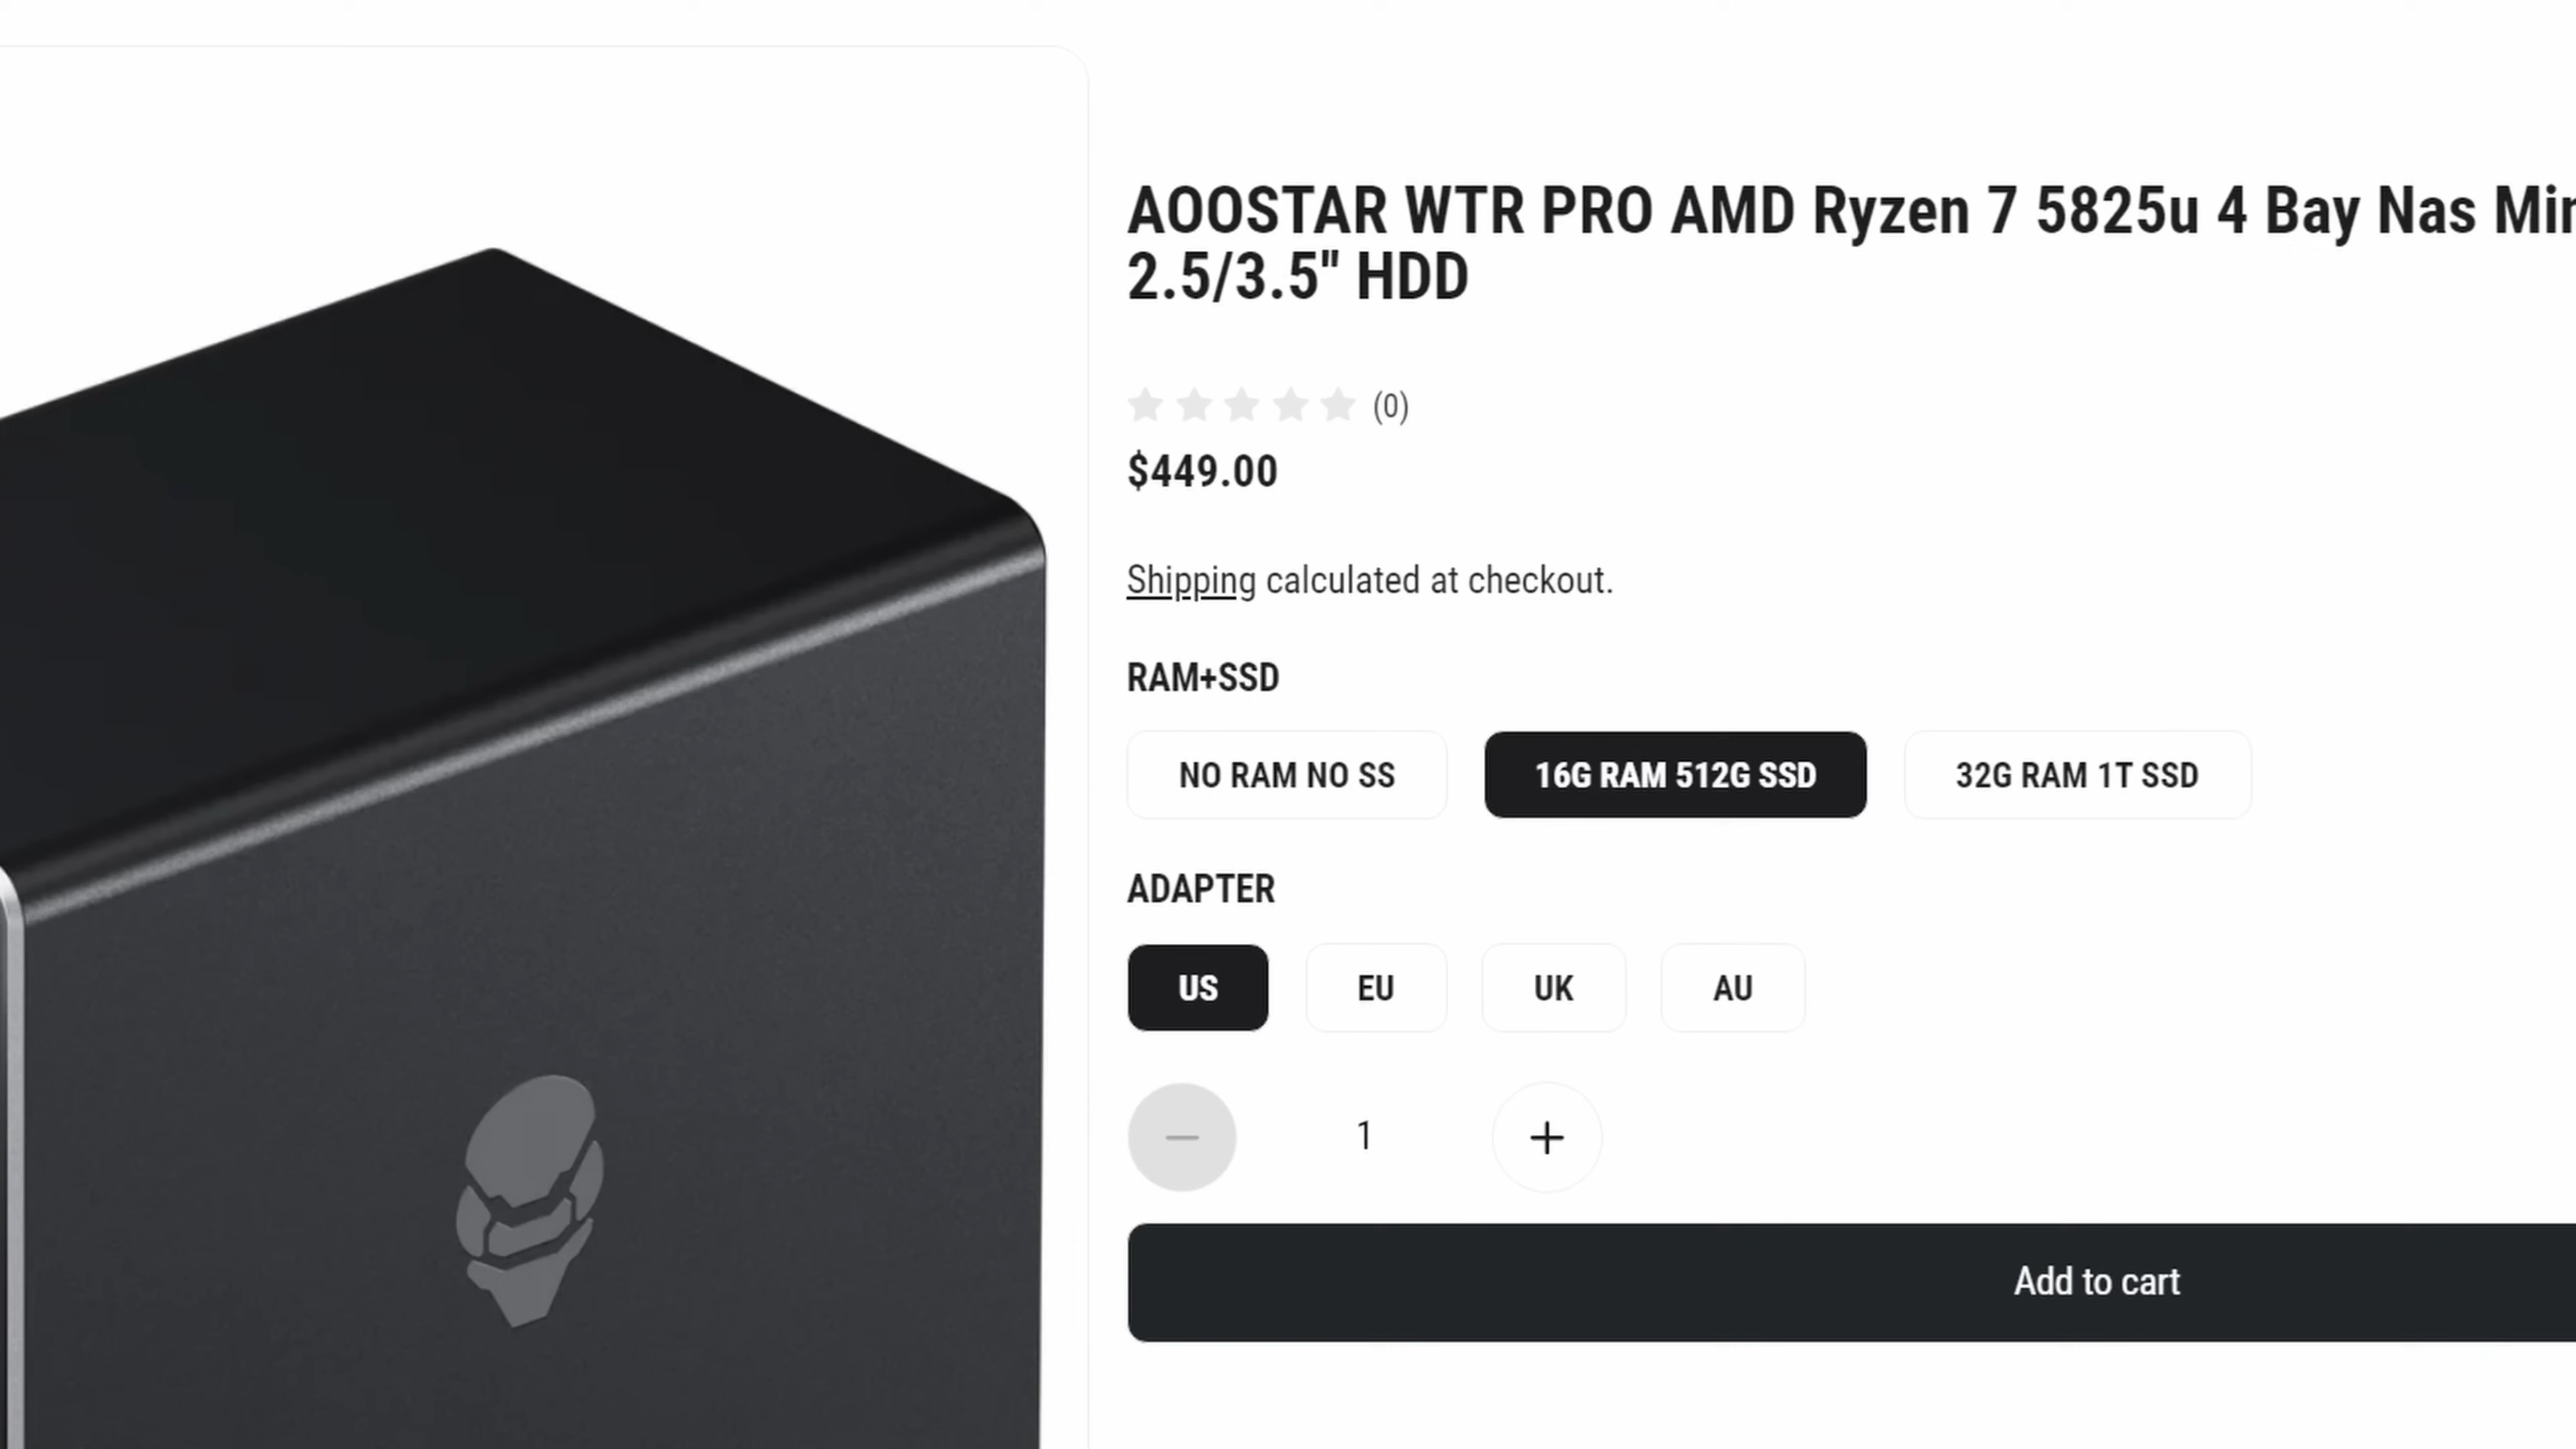 AOOSTAR WTR PRO AMD Ryzen 7 5825u 4 Bay Nas
2.5/3.5" HDD
(0)
$449.00
Shipping calculated at checkout.
RAM+SSD
NO RAM NO SS
16G RAM 512G SSD
32G RAM 1T SSD
ADAPTER
US
EU
UK
AU
1
Add to cart